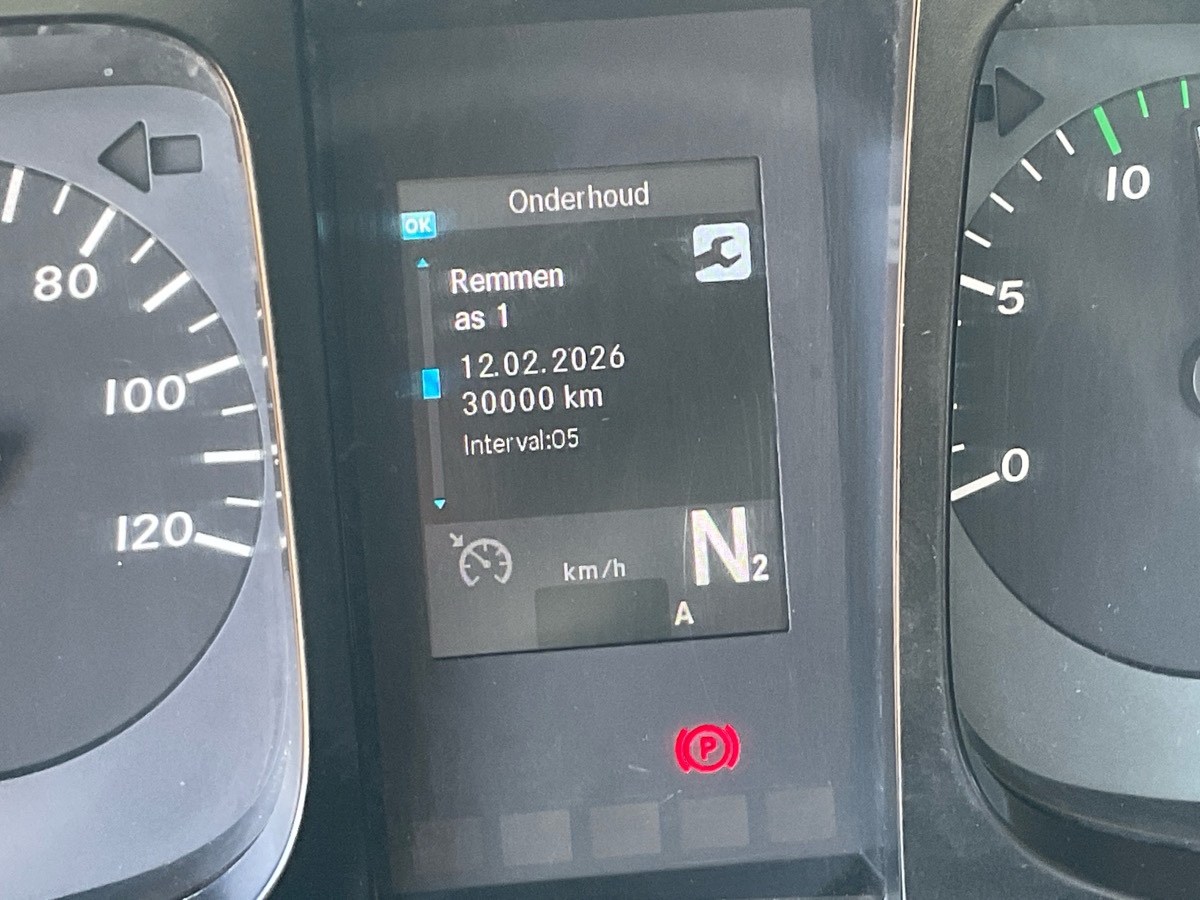 Onderhoud
OK
Remmen
as 1
12.02.2026
30000 km
Interval:05
km/h
N2
A
P
80
100
120
10
5
0